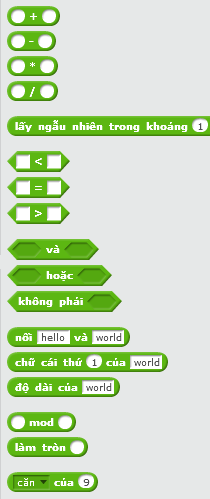 +
-
*
/
lấy ngẫu nhiên trong khoảng 1
<
=
>
và
hoặc
không phải
nối hello và world
chữ cái thứ 1 của world
độ dài của world
mod
làm tròn
căn của 9